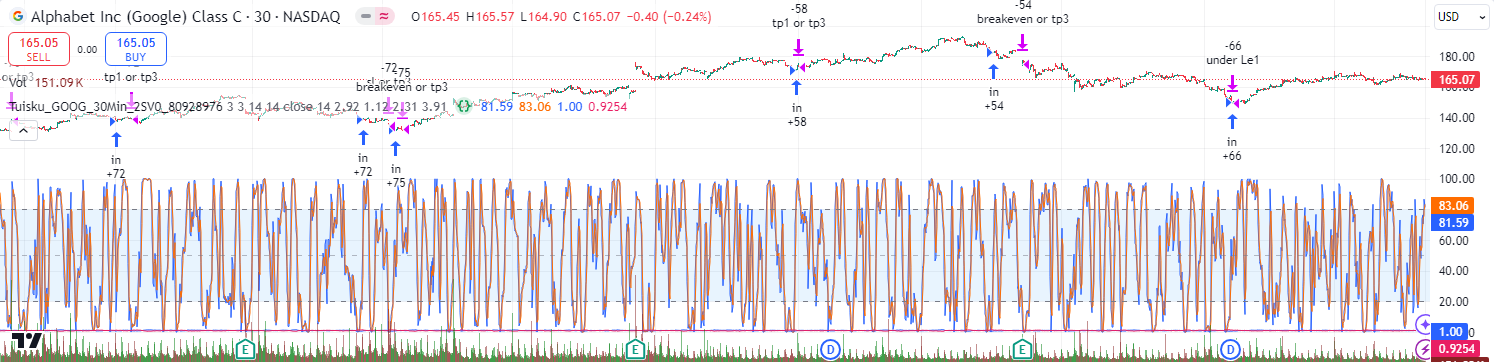 Alphabet Inc (Google) Class C · 30 · NASDAQ O165.45 H165.57 L164.90 C165.07 −0.40 (−0.24%)
USD
165.05
SELL
0.00
165.05
BUY
or tp3
tp1 or tp3
Vol 151.09 K
Tuisku_GOOG_30Min_2SV0_80928976 3 3 14 14 close 14 2.92 1.12 2.31 3.91 81.59 83.06 1.00 0.9254
-72
-75
breakeven or tp3
-58
tp1 or tp3
-54
breakeven or tp3
-66
under Le1
in
+72
in
+72
in
+75
in
+58
in
+54
in
+66
180.00
165.07
160.00
140.00
120.00
100.00
83.06
81.59
60.00
40.00
20.00
1.00
0.9254
E
E
D
E
D